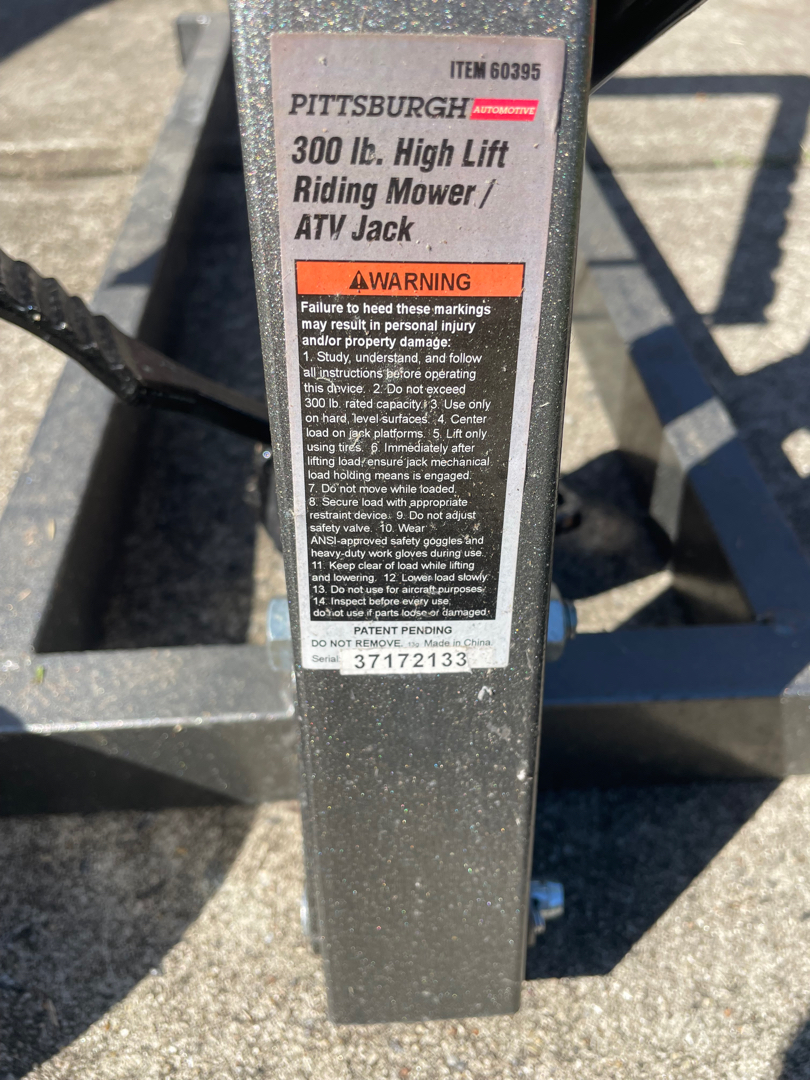 ITEM 60395
PITTSBURGH AUTOMOTIVE
300 lb. High Lift
Riding Mower /
ATV Jack
WARNING
Failure to heed these markings
may result in personal injury
and/or property damage:
1. Study, understand, and follow
all instructions before operating
this device. 2. Do not exceed
300 lb. rated capacity. 3. Use only
on hard, level surfaces. 4. Center
load on jack platforms. 5. Lift only
using tires. 6. Immediately after
lifting load, ensure jack mechanical
load holding means is engaged.
7. Do not move while loaded.
8. Secure load with appropriate
restraint device. 9. Do not adjust
safety valve. 10. Wear
ANSI-approved safety goggles and
heavy-duty work gloves during use.
11. Keep clear of load while lifting
and lowering. 12. Lower load slowly.
13. Do not use for aircraft purposes.
14. Inspect before every use;
do not use if parts loose or damaged.
PATENT PENDING
DO NOT REMOVE. 13g Made in China.
Serial: 37172133